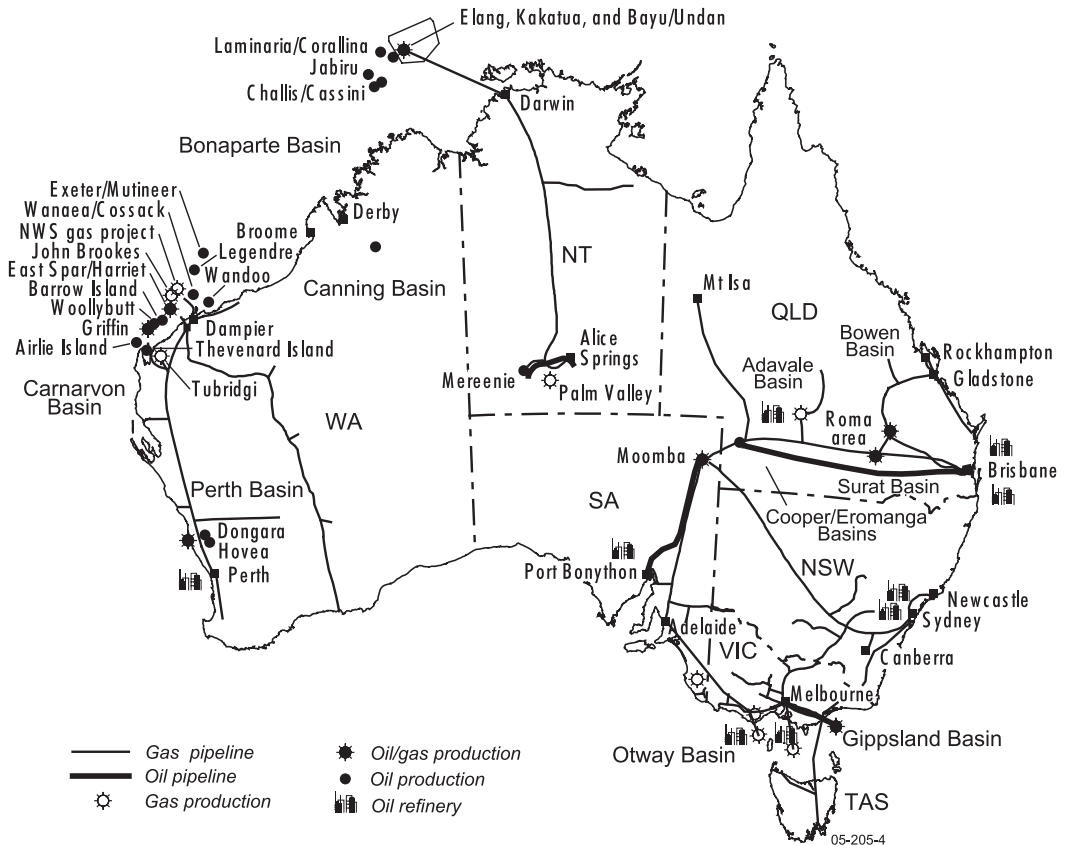 Elang, Kakatua, and Bayu/Undan
Laminaria/Corallina
Jabiru
Challis/Cassini
Darwin
Bonaparte Basin
Exeter/Mutineer
Wanaea/Cossack
NWS gas project
John Brookes
East Spar/Harriet
Barrow Island
Woollybutt
Griffin
Airlie Island
Derby
Broome
Legendre
Wandoo
Canning Basin
NT
Mt Isa
QLD
Dampier
Thevenard Island
Tubridgi
Carnarvon
Basin
Alice
Springs
Mereenie
Palm Valley
Bowen
Basin
Rockhampton
Gladstone
Adavale
Basin
WA
Roma
area
Moomba
Brisbane
Surat Basin
Perth Basin
SA
Cooper/Eromanga
Basins
Dongara
Hovea
Perth
Port Bonython
NSW
Newcastle
Sydney
Adelaide
VIC
Canberra
Melbourne
Otway Basin
Gippsland Basin
TAS
Gas pipeline
Oil pipeline
Gas production
Oil/gas production
Oil production
Oil refinery
05-205-4